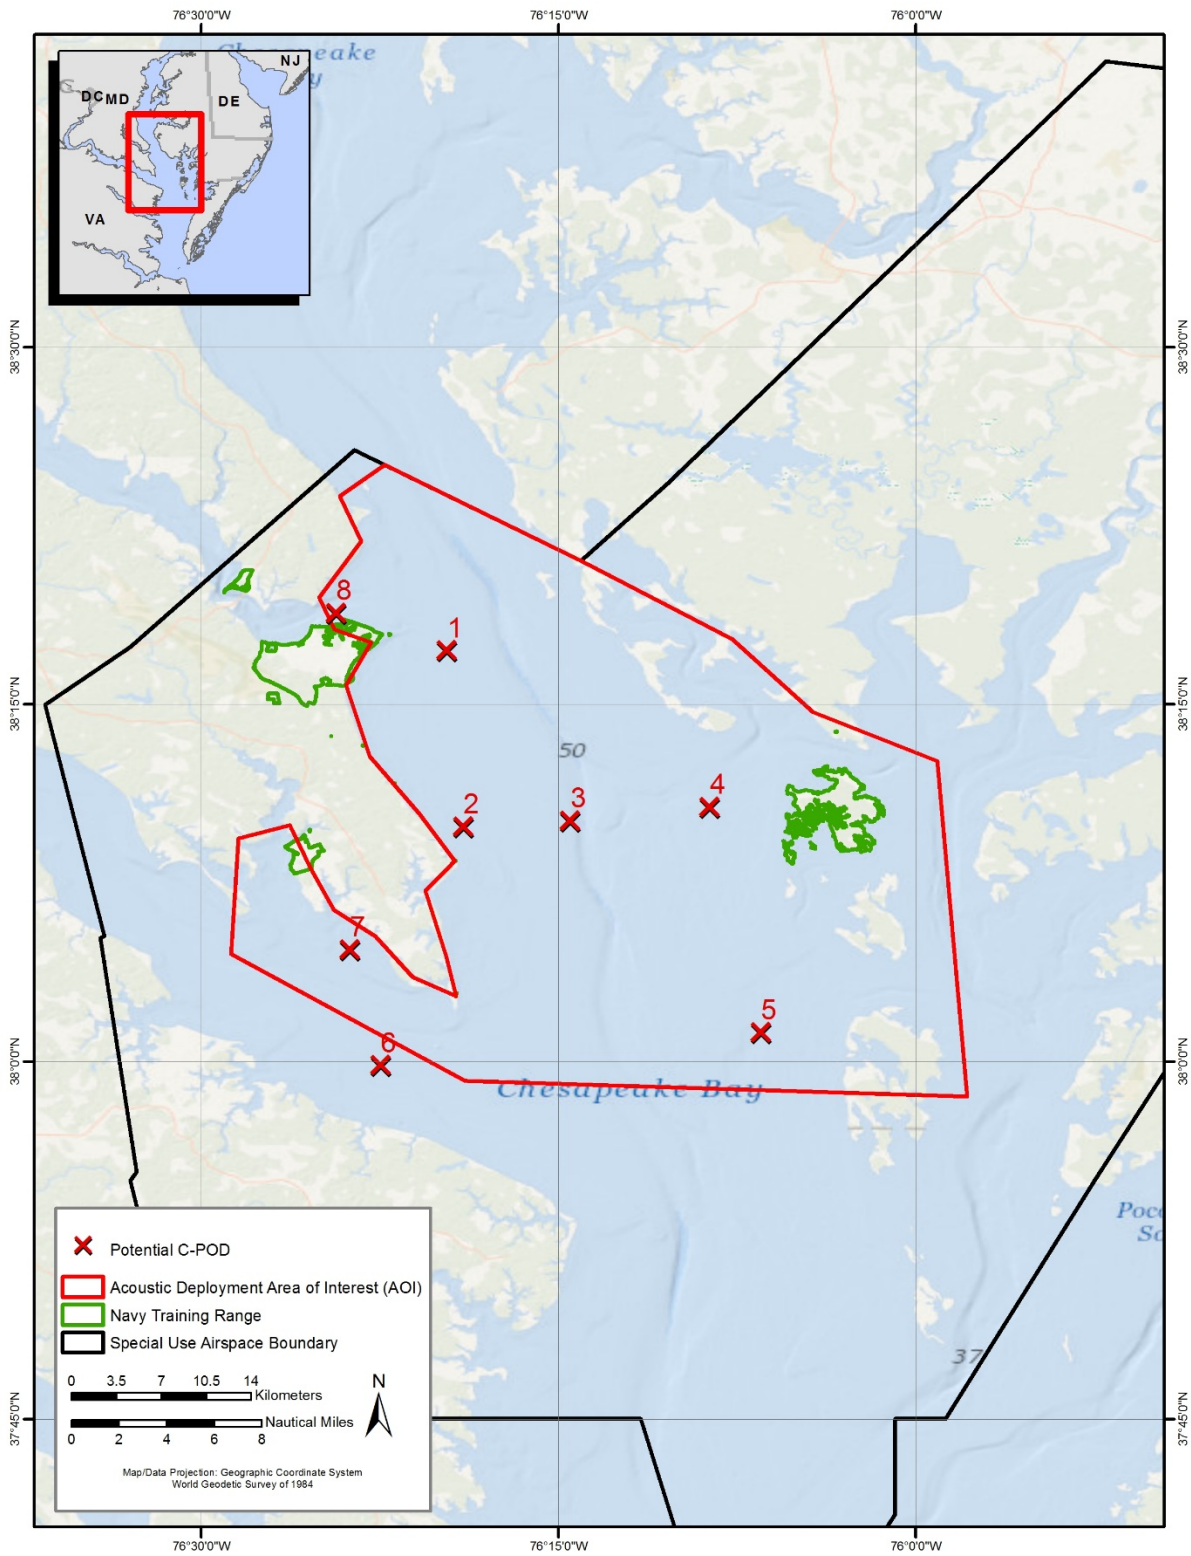 76°30'0"W 76°15'0"W 76°0'0"W
NJ
DC MD DE
VA
38°30'0"N 38°30'0"N
8
1
38°15'0"N 38°15'0"N
50
4
2 3
7
5
6
38°0'0"N 38°0'0"N
Chesapeake Bay
Potential C-POD
Acoustic Deployment Area of Interest (AOI)
Navy Training Range
Special Use Airspace Boundary
37
0 3.5 7 10.5 14
Kilometers
N
Nautical Miles
0 2 4 6 8
37°45'0"N 37°45'0"N
Map/Data Projection: Geographic Coordinate System
World Geodetic Survey of 1984
76°30'0"W 76°15'0"W 76°0'0"W